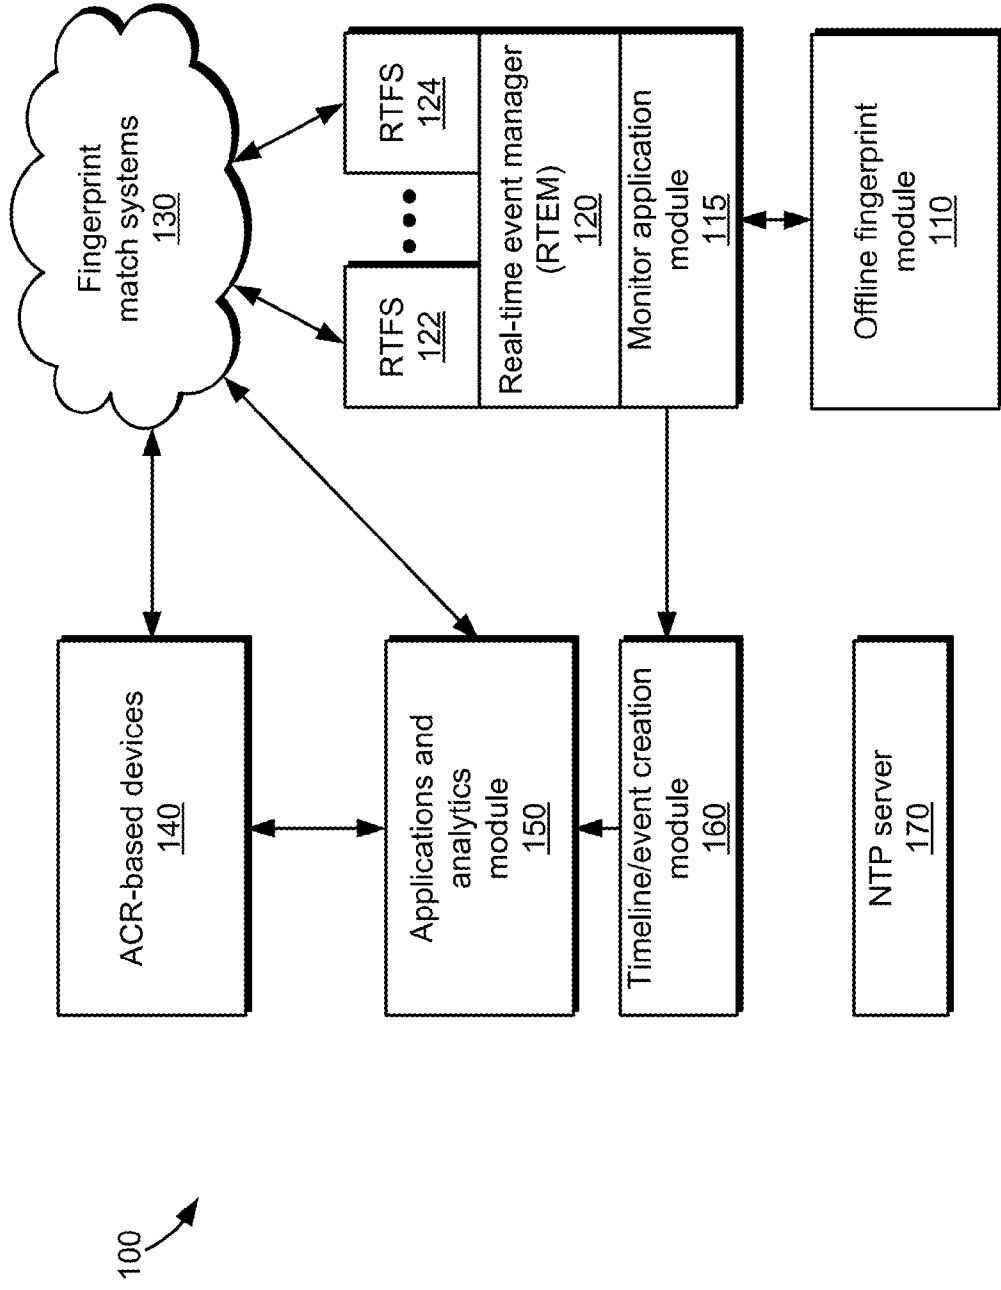 100
ACR-based devices
140
Fingerprint
match systems
130
Applications and
analytics
module
150
RTFS
122
RTFS
124
Real-time event manager
(RTEM)
120
Timeline/event creation
module
160
Monitor application
module
115
NTP server
170
Offline fingerprint
module
110